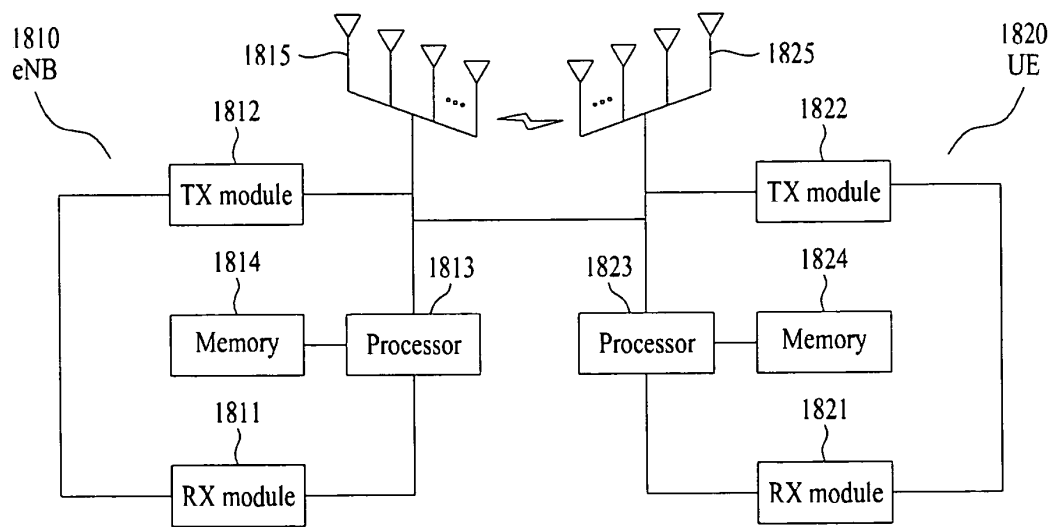 1810
eNB
1815
1825
1820
UE
1812
1822
TX module
TX module
1814
1813
1823
1824
Memory
Processor
Processor
Memory
1811
1821
RX module
RX module